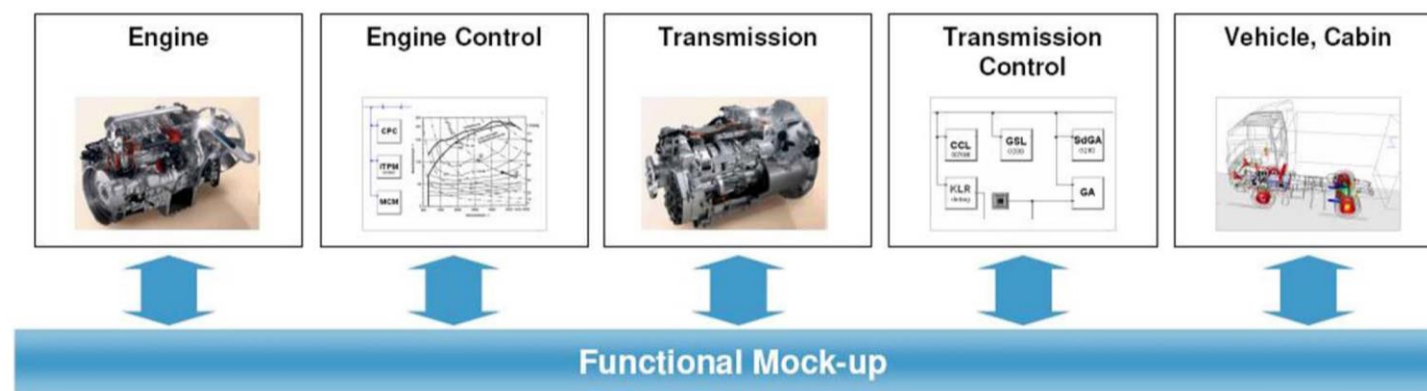 Engine
Engine Control
Transmission
Transmission
Control
Vehicle, Cabin
CPC
ITPM
MCM
CCL
GSL
SdGA
KLR
GA
Functional Mock-up